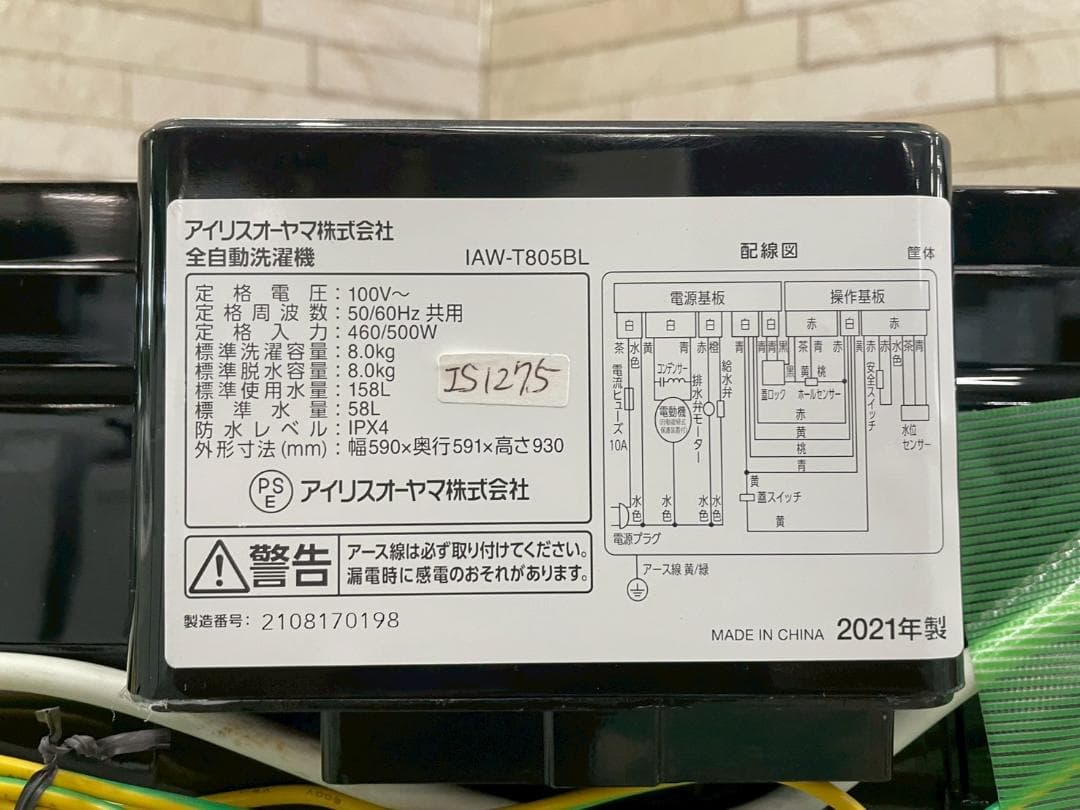 アイリスオーヤマ株式会社
全自動洗濯機 IAW-T805BL
定格電圧：100V～
定格周波数：50/60Hz 共用
定格入力：460/500W
標準洗濯容量：8.0kg
標準脱水容量：8.0kg
標準使用水量：158L
標準水量：58L
防水レベル：IPX4
外形寸法(mm)：幅590×奥行591×高さ930
IS1275
PSE アイリスオーヤマ株式会社
警告
アース線は必ず取り付けてください。
漏電時に感電のおそれがあります。
製造番号：2108170198
配線図
筐体
電源基板 操作基板
白 白 白 白 白 赤 白 赤
茶 水色 黄 青 赤 橙 青 青 黒 茶 青 赤 黄 赤 赤 水色 茶 青
電流ヒューズ 10A
コンデンサー
電動機
排水弁モーター
給水弁
黒
蓋ロック
黄 桃
ホールセンサー
安全スイッチ
水位センサー
赤
黄
桃
青
黄
蓋スイッチ
黄
水色 水色 水色 水色
電源プラグ
アース線 黄/緑
MADE IN CHINA 2021年製